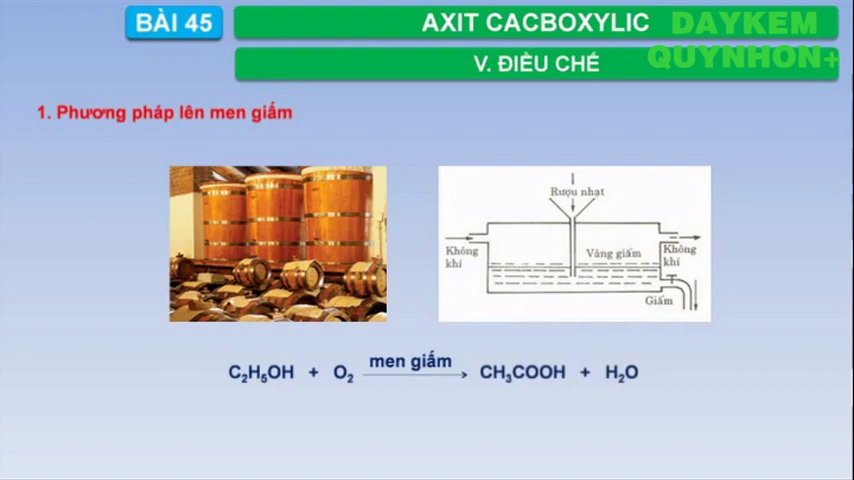 BÀI 45
AXIT CACBOXYLIC
DAYKEM
QUYNHON+
V. ĐIỀU CHẾ
1. Phương pháp lên men giấm
Rượu nhạt
Không khí
Váng giấm
Không khí
Giấm
men giấm
C₂H₅OH + O₂ → CH₃COOH + H₂O